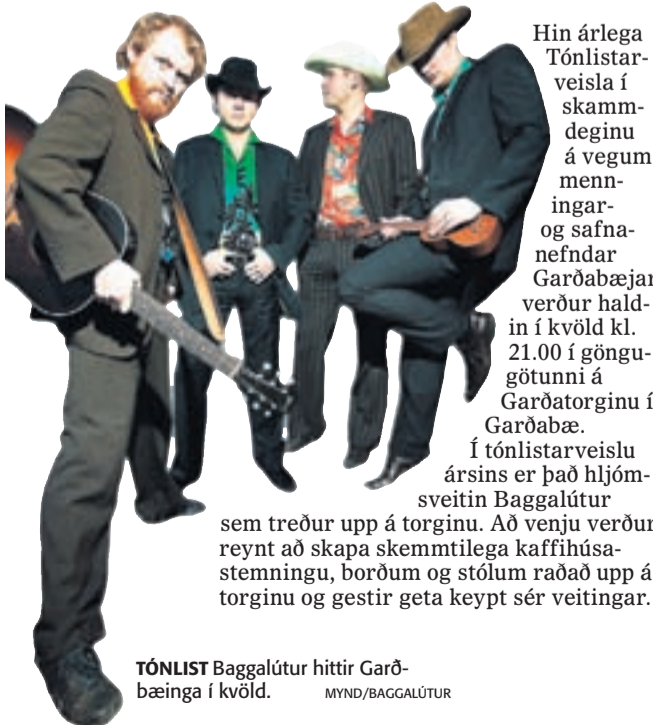 Hin árlega
Tónlistar-
veisla í
skamm-
deginu
á vegum
menn-
ingar-
og safna-
nefndar
Garðabæjar
verður hald-
in í kvöld kl.
21.00 í göngu-
götunni á
Garðatorginu í
Garðabæ.
Í tónlistarveislu
ársins er það hljóm-
sveitin Baggalútur
sem treður upp á torginu. Að venju verður
reynt að skapa skemmtilega kaffihúsa-
stemningu, borðum og stólum raðað upp á
torginu og gestir geta keypt sér veitingar.
TÓNLIST Baggalútur hittir Garð-
bæinga í kvöld. MYND/BAGGALÚTUR